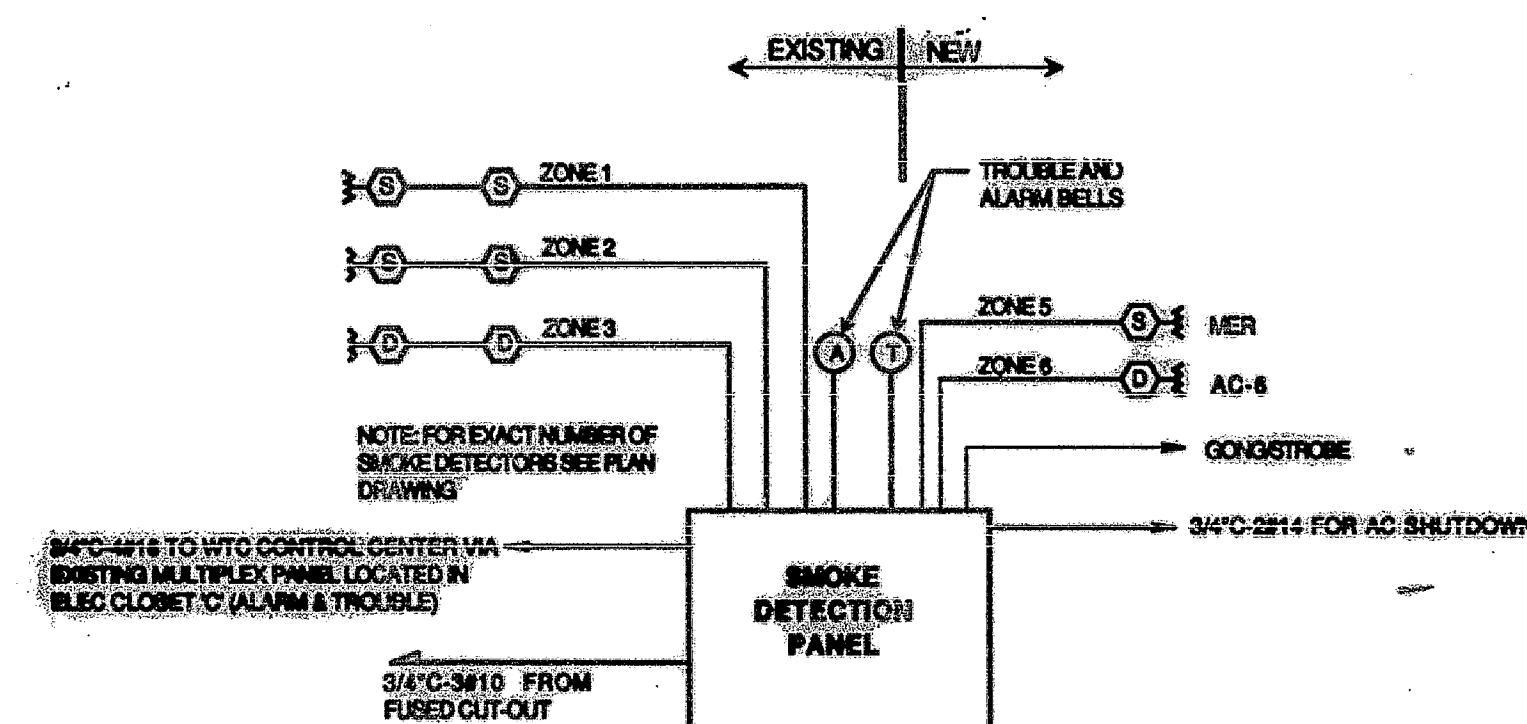 EXISTING NEW
ZONE 1
TROUBLE AND
ALARM BELLS
S S
ZONE 2
S S
ZONE 3
D D
A T
ZONE 5
S MER
ZONE 6
D AC-6
NOTE: FOR EXACT NUMBER OF
SMOKE DETECTORS SEE PLAN
DRAWING
GONG/STROBE
3/4"C-2#14 FOR AC SHUTDOWN
TO WTC CONTROL CENTER VIA
EXISTING MULTIPLEX PANEL LOCATED IN
ELEC CLOSET 'C' (ALARM & TROUBLE)
SMOKE
DETECTION
PANEL
3/4"C-3#10 FROM
FUSED CUT-OUT